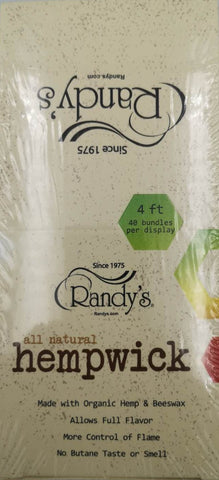 Randy's
Randys.com
Since 1975
4 ft
40 bundles
per display
Since 1975
Randy's
Randys.com
all natural
hempwick
Made with Organic Hemp & Beeswax
Allows Full Flavor
More Control of Flame
No Butane Taste or Smell